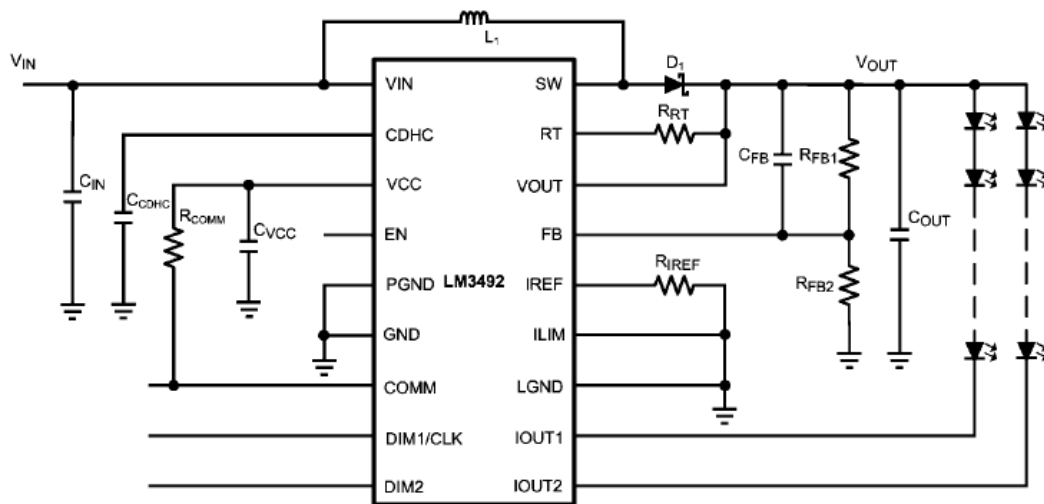 L1
VIN
D1
VOUT
VIN
SW
CDHC
RT
RRT
CFB
RFB1
VCC
VOUT
CIN
CCDHC
RCOMM
CVCC
EN
FB
COUT
LM3492
PGND
IREF
RIREF
RFB2
GND
ILIM
COMM
LGND
DIM1/CLK
IOUT1
DIM2
IOUT2